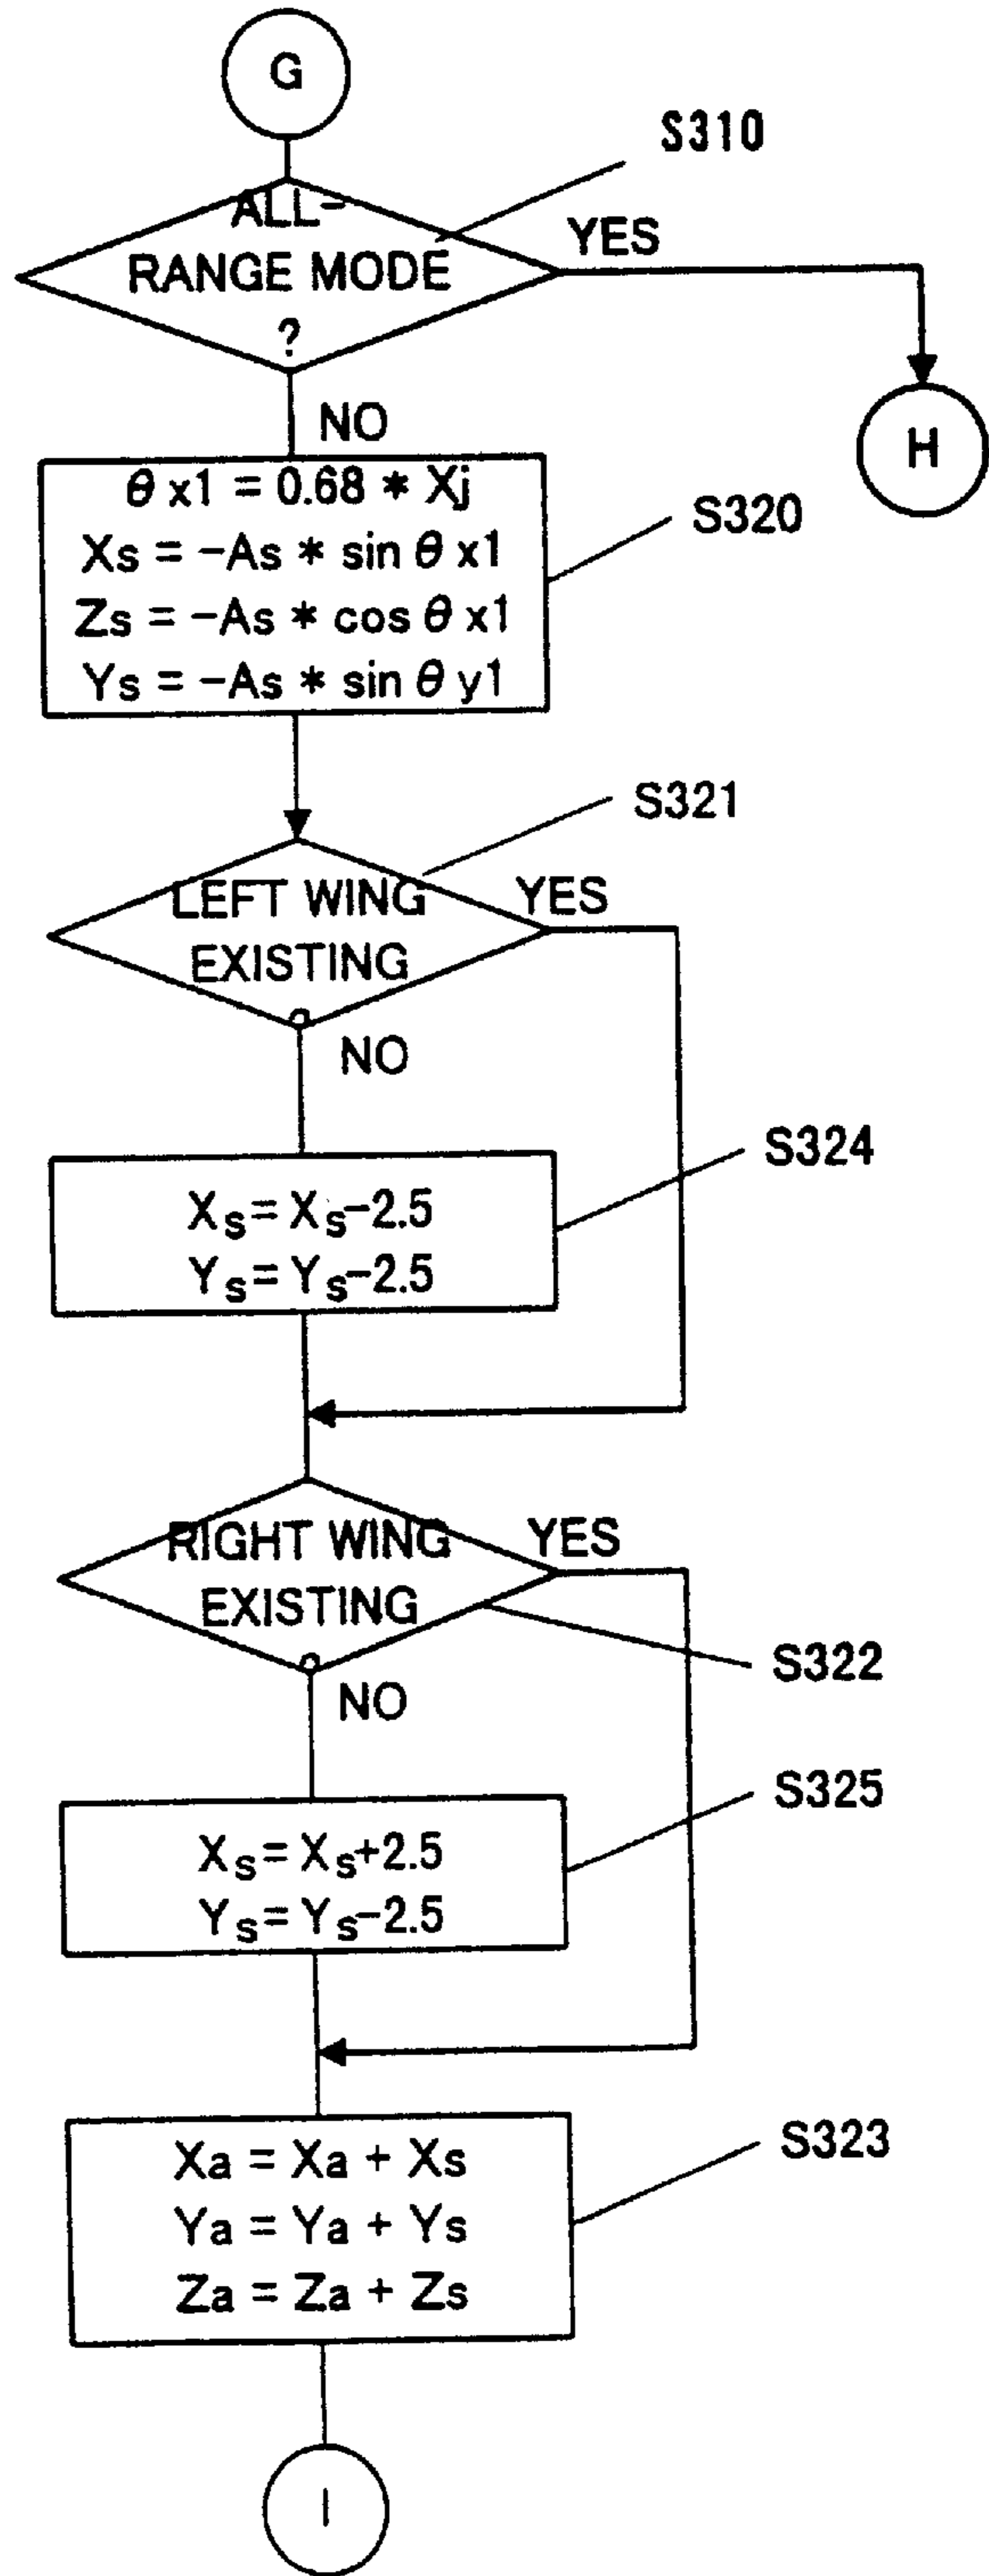 G
S310
ALL-
RANGE MODE
?
YES
H
NO
θ x1 = 0.68 * Xj
Xs = -As * sin θ x1
Zs = -As * cos θ x1
Ys = -As * sin θ y1
S320
S321
LEFT WING
EXISTING
?
YES
NO
S324
Xs = Xs-2.5
Ys = Ys-2.5
RIGHT WING
EXISTING
?
YES
S322
NO
S325
Xs = Xs+2.5
Ys = Ys-2.5
S323
Xa = Xa + Xs
Ya = Ya + Ys
Za = Za + Zs
I